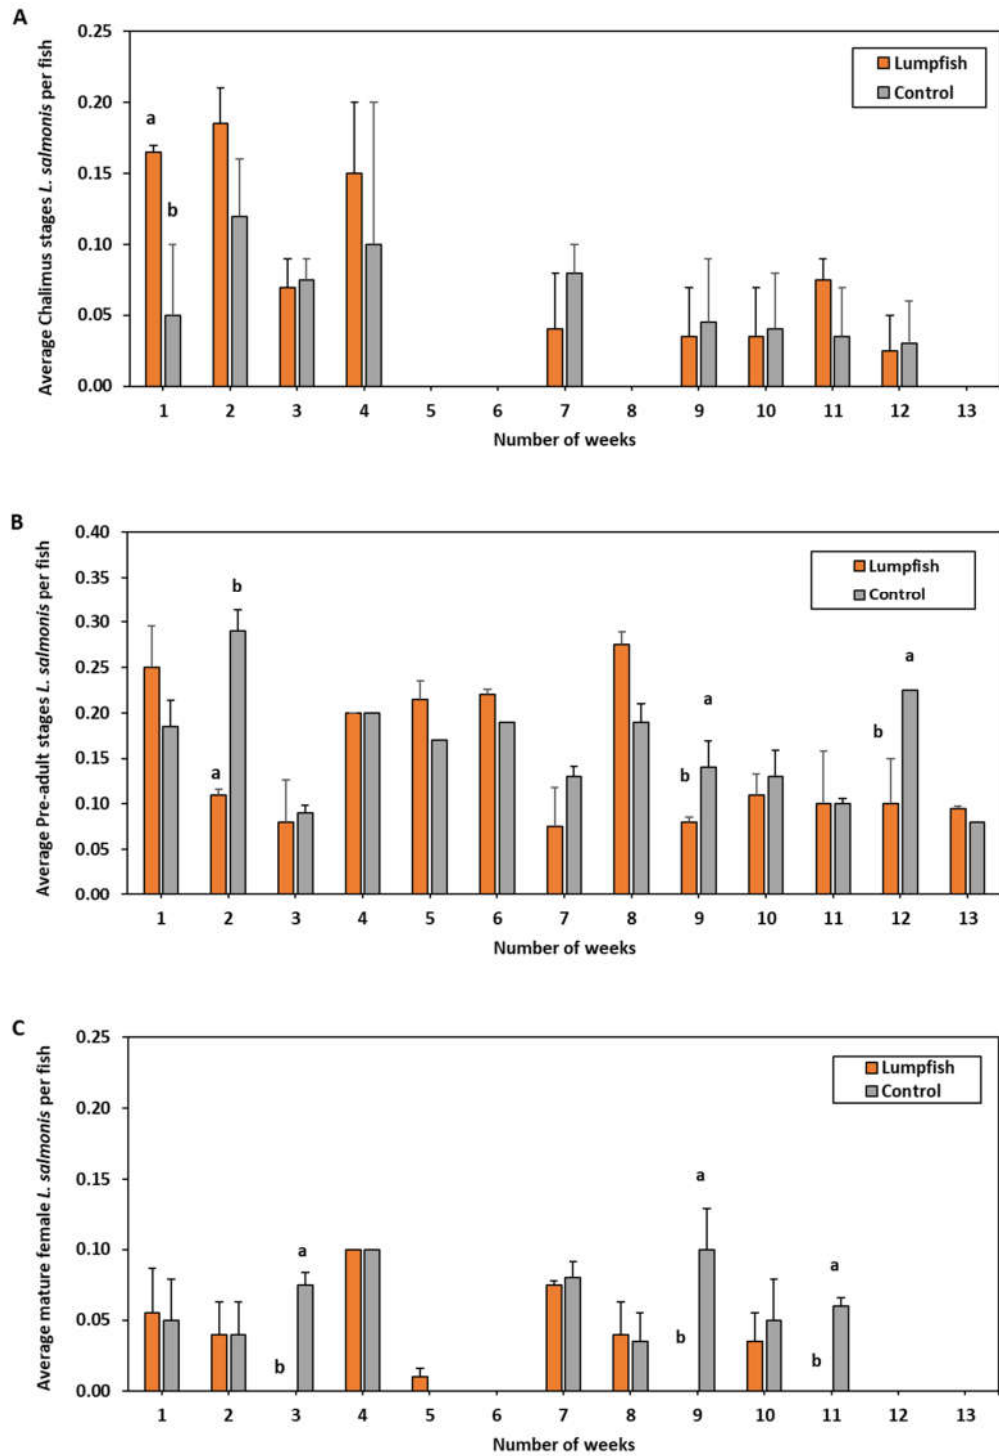 A
Average Chalimus stages L. salmonis per fish
0.25
0.20
0.15
0.10
0.05
0.00
Lumpfish
Control
a
b
1 2 3 4 5 6 7 8 9 10 11 12 13
Number of weeks
B
Average Pre-adult stages L. salmonis per fish
0.40
0.35
0.30
0.25
0.20
0.15
0.10
0.05
0.00
Lumpfish
Control
a
b
b
a
b
a
1 2 3 4 5 6 7 8 9 10 11 12 13
Number of weeks
C
Average mature female L. salmonis per fish
0.25
0.20
0.15
0.10
0.05
0.00
Lumpfish
Control
b
a
b
a
b
a
1 2 3 4 5 6 7 8 9 10 11 12 13
Number of weeks